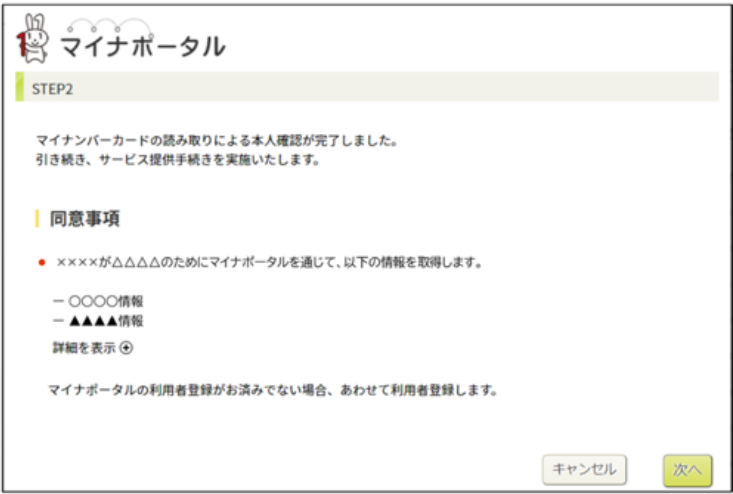 マイナポータル
STEP2
マイナンバーカードの読み取りによる本人確認が完了しました。
引き続き、サービス提供手続きを実施いたします。
同意事項
××××が△△△△のためにマイナポータルを通じて、以下の情報を取得します。
― 〇〇〇〇情報
― ▲▲▲▲情報
詳細を表示
マイナポータルの利用者登録がお済みでない場合、あわせて利用者登録します。
キャンセル
次へ